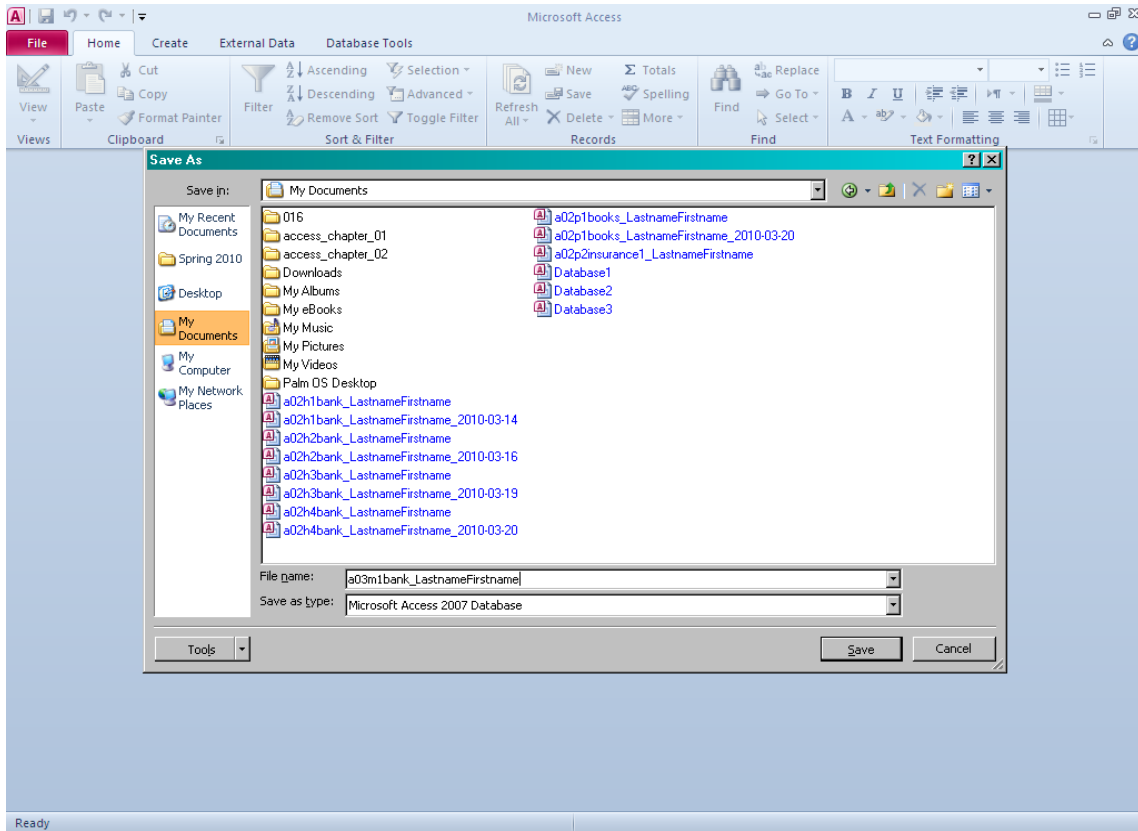 Microsoft Access
File Home Create External Data Database Tools
View
Views
Paste
Cut
Copy
Format Painter
Clipboard
Filter
Ascending
Descending
Remove Sort
Selection
Advanced
Toggle Filter
Sort & Filter
Refresh
All
New
Save
Delete
Totals
Spelling
More
Records
Find
Replace
Go To
Select
Find
B I U
Text Formatting
Save As
Save in: My Documents
My Recent
Documents
Spring 2010
Desktop
My
Documents
My
Computer
My Network
Places
016
access_chapter_01
access_chapter_02
Downloads
My Albums
My eBooks
My Music
My Pictures
My Videos
Palm OS Desktop
a02h1bank_LastnameFirstname
a02h1bank_LastnameFirstname_2010-03-14
a02h2bank_LastnameFirstname
a02h2bank_LastnameFirstname_2010-03-16
a02h3bank_LastnameFirstname
a02h3bank_LastnameFirstname_2010-03-19
a02h4bank_LastnameFirstname
a02h4bank_LastnameFirstname_2010-03-20
a02p1books_LastnameFirstname
a02p1books_LastnameFirstname_2010-03-20
a02p2insurance1_LastnameFirstname
Database1
Database2
Database3
File name: a03m1bank_LastnameFirstname
Save as type: Microsoft Access 2007 Database
Tools
Save
Cancel
Ready